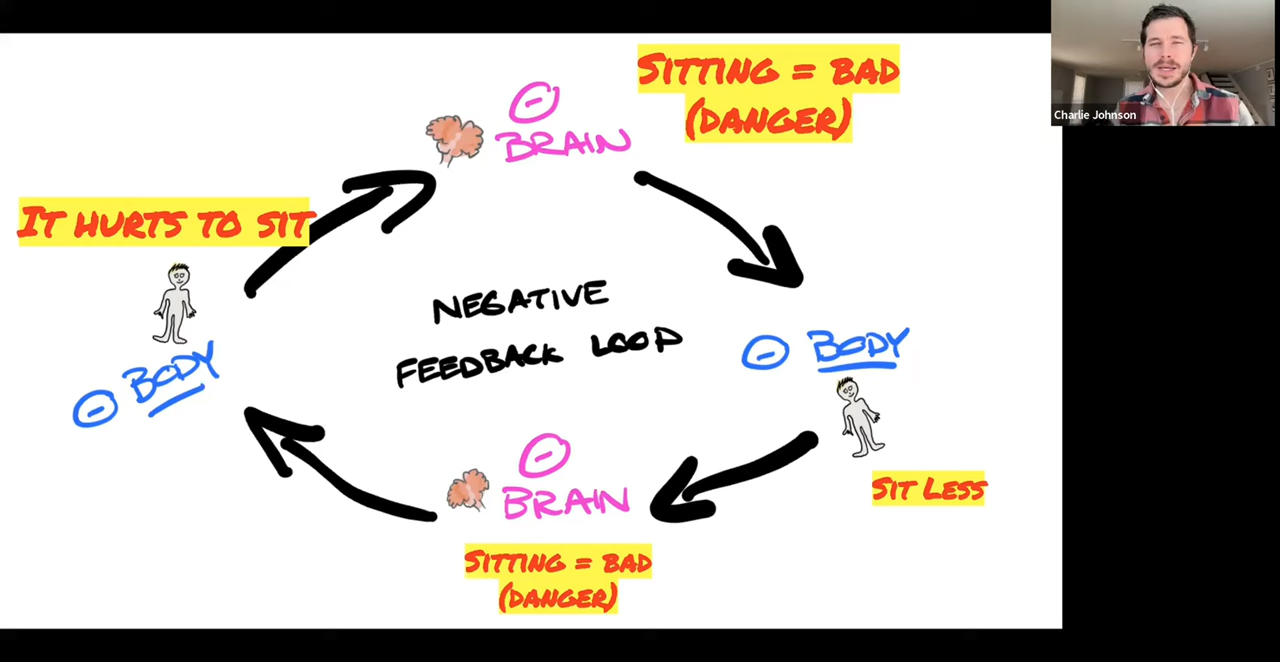 SITTING = BAD
(DANGER)
Charlie Johnson
BRAIN
IT HURTS TO SIT
NEGATIVE
FEEDBACK LOOP
BODY
BODY
SIT LESS
BRAIN
SITTING = BAD
(DANGER)